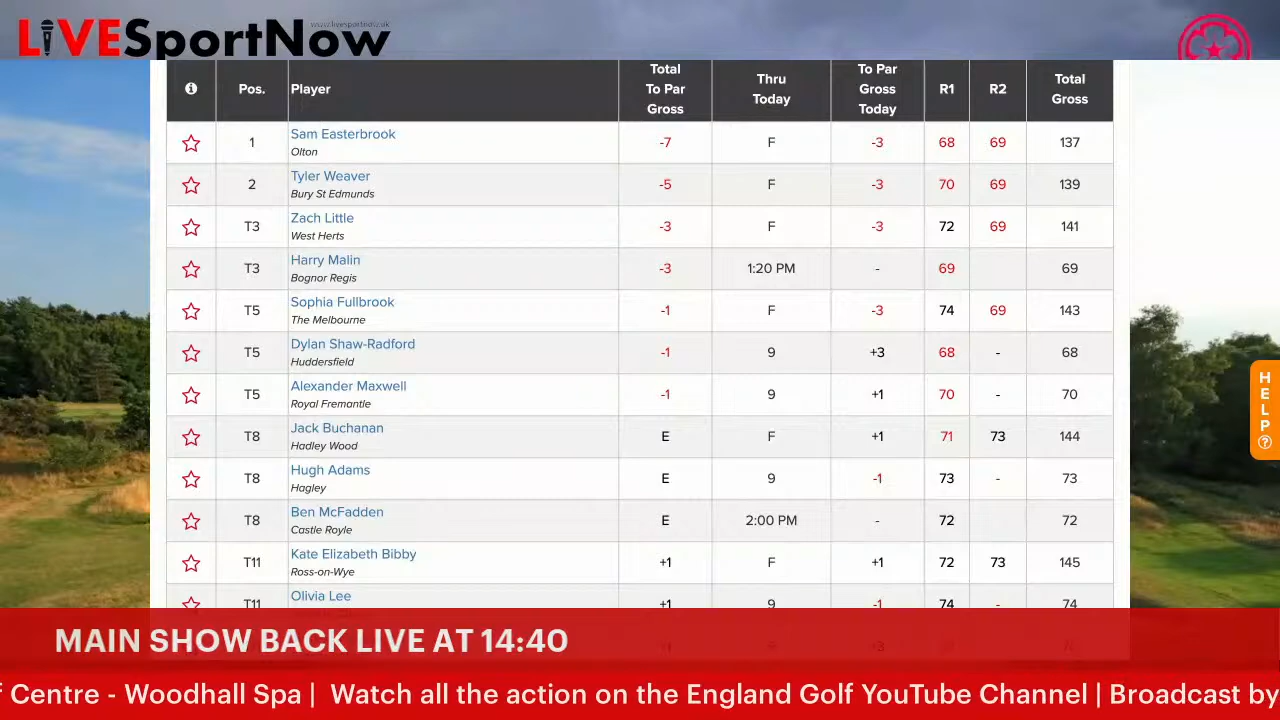 LIVESportNow
www.livesportnow.uk
Pos. Player Total To Par Gross Thru Today To Par Gross Today R1 R2 Total Gross
1 Sam Easterbrook -7 F -3 68 69 137
Olton
2 Tyler Weaver -5 F -3 70 69 139
Bury St Edmunds
T3 Zach Little -3 F -3 72 69 141
West Herts
T3 Harry Malin -3 1:20 PM - 69 69
Bognor Regis
T5 Sophia Fullbrook -1 F -3 74 69 143
The Melbourne
T5 Dylan Shaw-Radford -1 9 +3 68 - 68
Huddersfield
T5 Alexander Maxwell -1 9 +1 70 - 70
Royal Fremantle
T8 Jack Buchanan E F +1 71 73 144
Hadley Wood
T8 Hugh Adams E 9 -1 73 - 73
Hagley
T8 Ben McFadden E 2:00 PM - 72 72
Castle Royle
T11 Kate Elizabeth Bibby +1 F +1 72 73 145
Ross-on-Wye
T11 Olivia Lee +1 9 -1 74 - 74
HELP
MAIN SHOW BACK LIVE AT 14:40
Centre - Woodhall Spa | Watch all the action on the England Golf YouTube Channel | Broadcast by